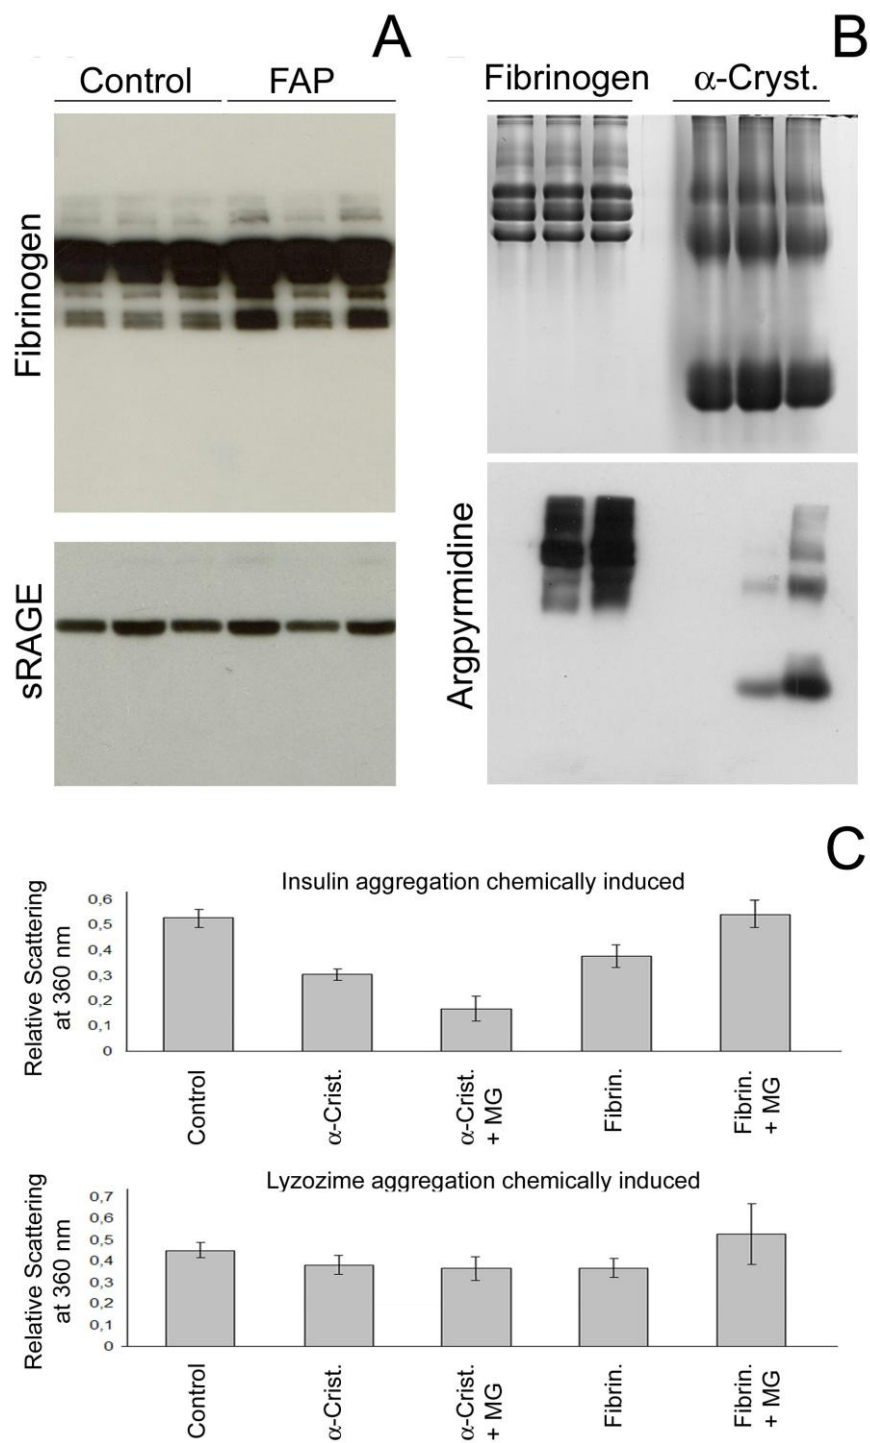 A
B
Control
FAP
Fibrinogen
α-Cryst.
Fibrinogen
sRAGE
Argpyrmidine
C
Insulin aggregation chemically induced
Relative Scattering
at 360 nm
0,6
0,5
0,4
0,3
0,2
0,1
0
Control
α-Crist.
α-Crist.
+ MG
Fibrin.
Fibrin.
+ MG
Lyzozime aggregation chemically induced
Relative Scattering
at 360 nm
0,7
0,6
0,5
0,4
0,3
0,2
0,1
0
Control
α-Crist.
α-Crist.
+ MG
Fibrin.
Fibrin.
+ MG